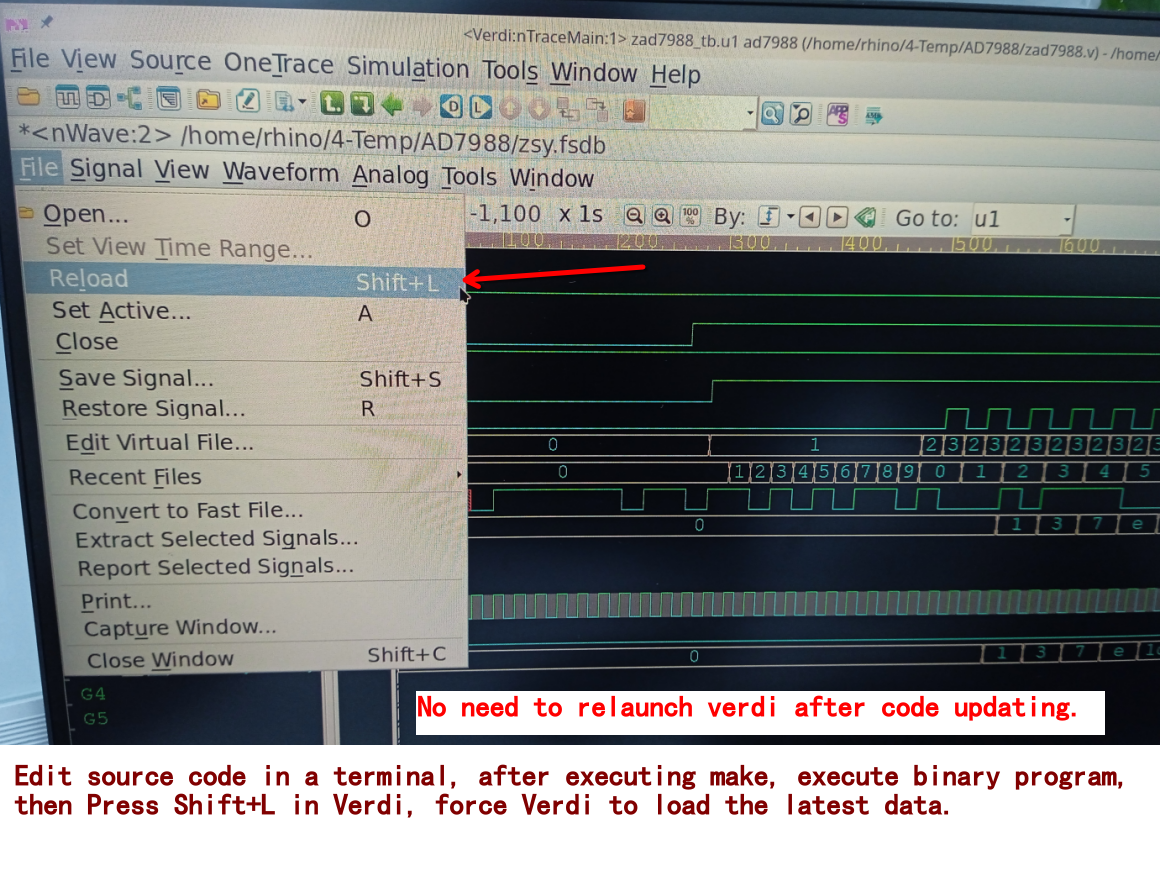 <Verdi:nTraceMain:1> zad7988_tb.u1 ad7988 (/home/rhino/4-Temp/AD7988/zad7988.v) - /home/
File View Source OneTrace Simulation Tools Window Help
*<nWave:2> /home/rhino/4-Temp/AD7988/zsy.fsdb
File Signal View Waveform Analog Tools Window
Open... O
-1,100 x 1s 100% By: Go to: u1
Set View Time Range...
100 200 300 400 500 600
Reload Shift+L
Set Active... A
Close
Save Signal... Shift+S
Restore Signal... R
Edit Virtual File...
0 1 2 3 2 3 2 3 2 3 2 3 2 3
Recent Files
0 1 2 3 4 5 6 7 8 9 0 1 2 3 4 5
Convert to Fast File...
0 1 3 7 e
Extract Selected Signals...
Report Selected Signals...
Print...
Capture Window...
Close Window Shift+C
0 1 3 7 e
G4
G5
No need to relaunch verdi after code updating.
Edit source code in a terminal, after executing make, execute binary program,
then Press Shift+L in Verdi, force Verdi to load the latest data.